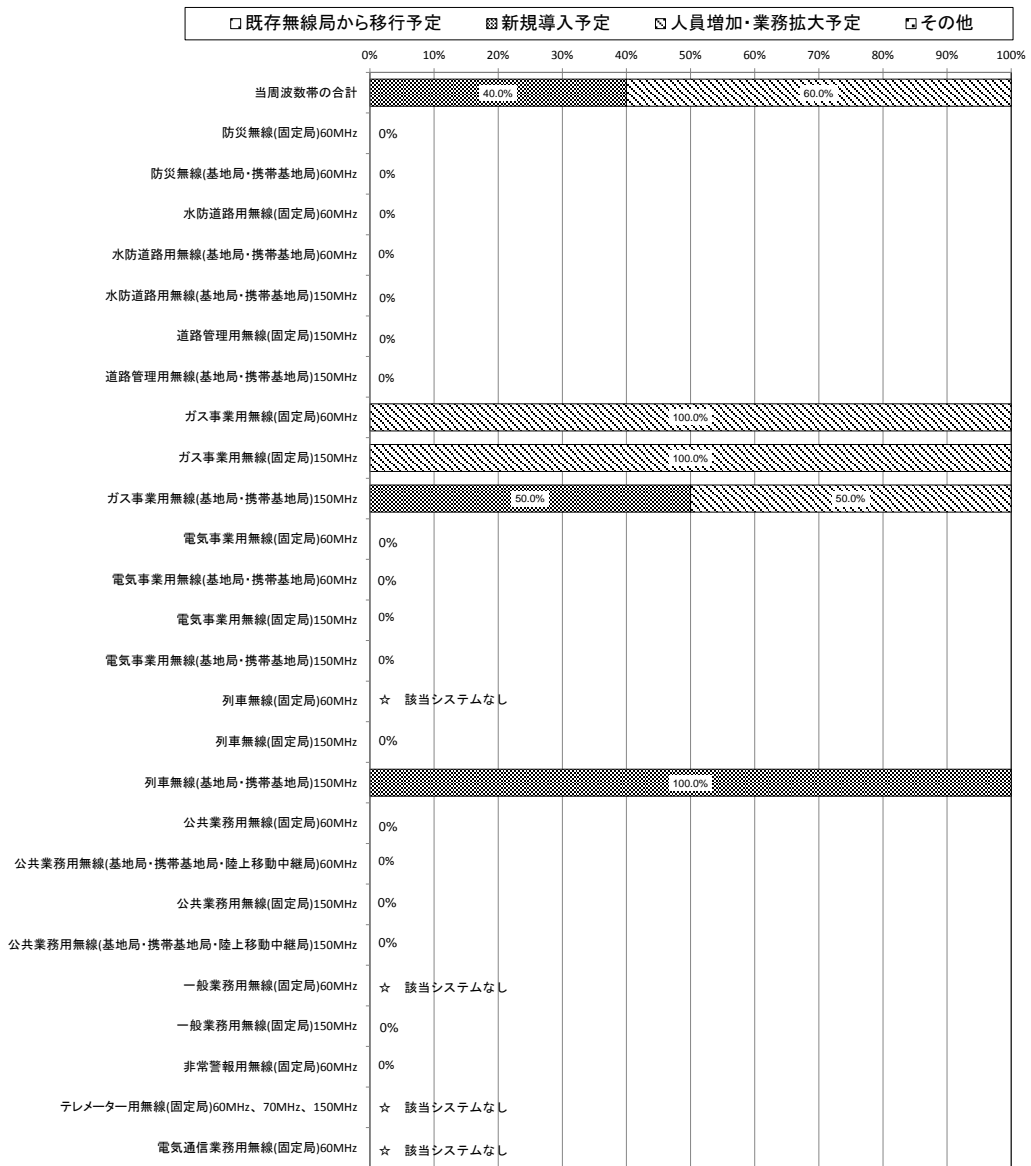 既存無線局から移行予定 新規導入予定 人員増加・業務拡大予定 その他
0% 10% 20% 30% 40% 50% 60% 70% 80% 90% 100%
当周波数帯の合計 40.0% 60.0%
防災無線(固定局)60MHz 0%
防災無線(基地局・携帯基地局)60MHz 0%
水防道路用無線(固定局)60MHz 0%
水防道路用無線(基地局・携帯基地局)60MHz 0%
水防道路用無線(基地局・携帯基地局)150MHz 0%
道路管理用無線(固定局)150MHz 0%
道路管理用無線(基地局・携帯基地局)150MHz 0%
ガス事業用無線(固定局)60MHz 100.0%
ガス事業用無線(固定局)150MHz 100.0%
ガス事業用無線(基地局・携帯基地局)150MHz 50.0% 50.0%
電気事業用無線(固定局)60MHz 0%
電気事業用無線(基地局・携帯基地局)60MHz 0%
電気事業用無線(固定局)150MHz 0%
電気事業用無線(基地局・携帯基地局)150MHz 0%
列車無線(固定局)60MHz ☆ 該当システムなし
列車無線(固定局)150MHz 0%
列車無線(基地局・携帯基地局)150MHz 100.0%
公共業務用無線(固定局)60MHz 0%
公共業務用無線(基地局・携帯基地局・陸上移動中継局)60MHz 0%
公共業務用無線(固定局)150MHz 0%
公共業務用無線(基地局・携帯基地局・陸上移動中継局)150MHz 0%
一般業務用無線(固定局)60MHz ☆ 該当システムなし
一般業務用無線(固定局)150MHz 0%
非常警報用無線(固定局)60MHz 0%
テレメーター用無線(固定局)60MHz、70MHz、150MHz ☆ 該当システムなし
電気通信業務用無線(固定局)60MHz ☆ 該当システムなし